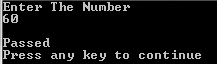 Enter The Number
60
Passed
Press any key to continue